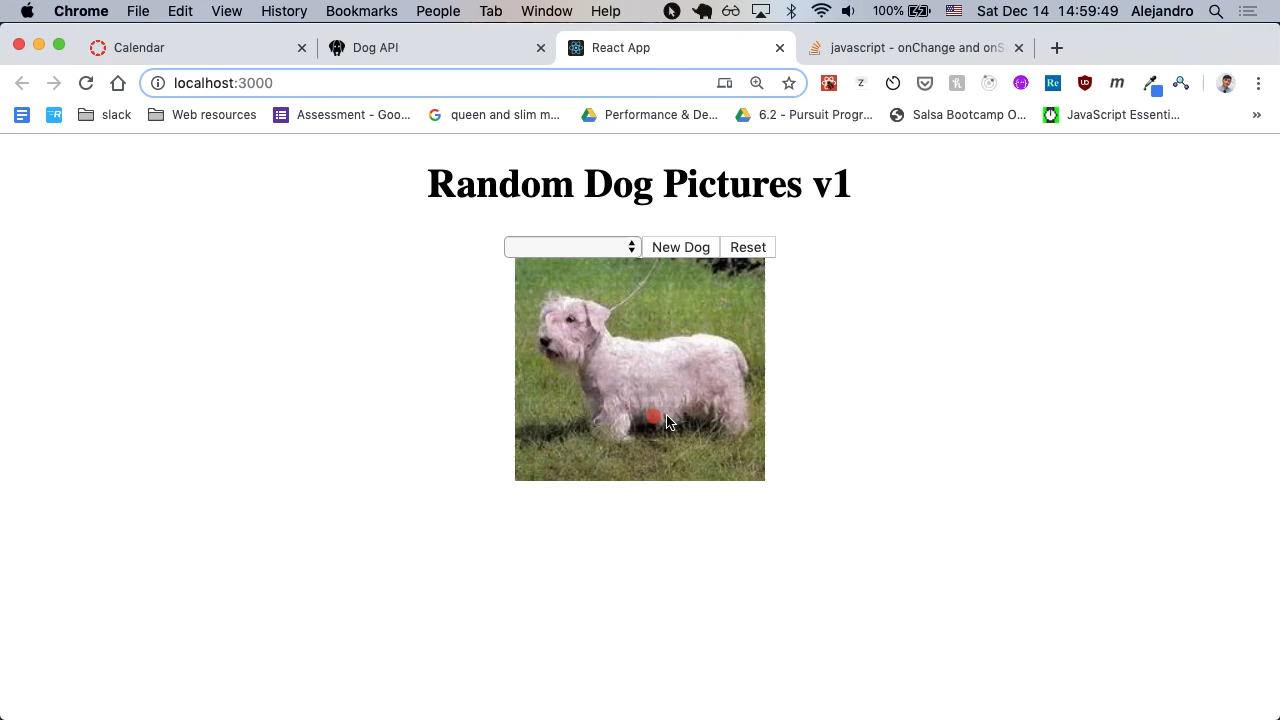 Chrome File Edit View History Bookmarks People Tab Window Help 100% Sat Dec 14 14:59:49 Alejandro
Calendar Dog API React App javascript - onChange and onS
localhost:3000
slack Web resources Assessment - Goo... queen and slim m... Performance & De... 6.2 - Pursuit Progr... Salsa Bootcamp O... JavaScript Essenti...
Random Dog Pictures v1
New Dog Reset